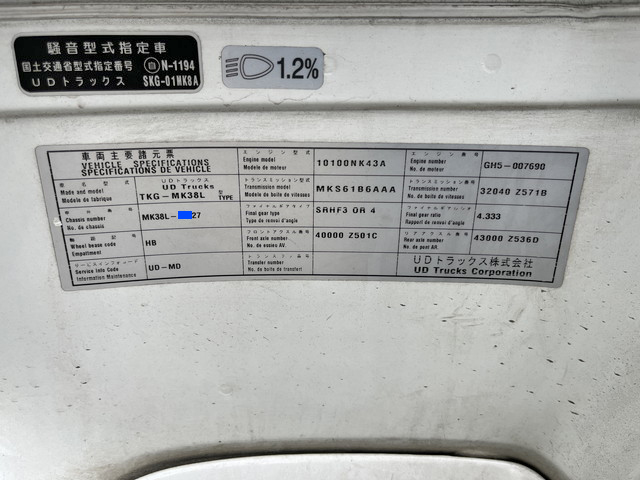 騒音型式指定車
国土交通省型式指定番号 N-1194
UDトラックス SKG-01MK8A
1.2%
車両主要諸元票
VEHICLE SPECIFICATIONS
SPECIFICATIONS DE VEHICLE
車名及型式
Made and model
Modele de fabrique
UDトラックス
UD Trucks
TKG-MK38L 型 TYPE
車台番号
Chassis number
No. de chassis
MK38L- 27
軸距記号
Wheel base code
Empattement
HB
サービスインフォコード
Service Info Code
Information Maintenance
UD-MD
エンジン型式
Engine model
Modele de moteur
10100NK43A
トランスミッション型式
Transmission model
Modele de boite de vitesses
MKS61B6AAA
ファイナルギヤタイプ
Final gear type
Type de renvoi d'angle
SRHF3 OR 4
フロントアクスル番号
Front axle number
No. de essieu AV.
40000 Z501C
トランスファ番号
Transfer number
No. de boite de transfert
エンジン番号
Engine number
No. de moteur
GH5-007690
トランスミッション番号
Transmission number
No. de boite de vitesses
32040 Z571B
ファイナルギヤレシオ
Final gear ratio
Rapport de renvoi d'angle
4.333
リアアクスル番号
Rear axle number
No. de pont AR.
43000 Z536D
UDトラックス株式会社
UD Trucks Corporation